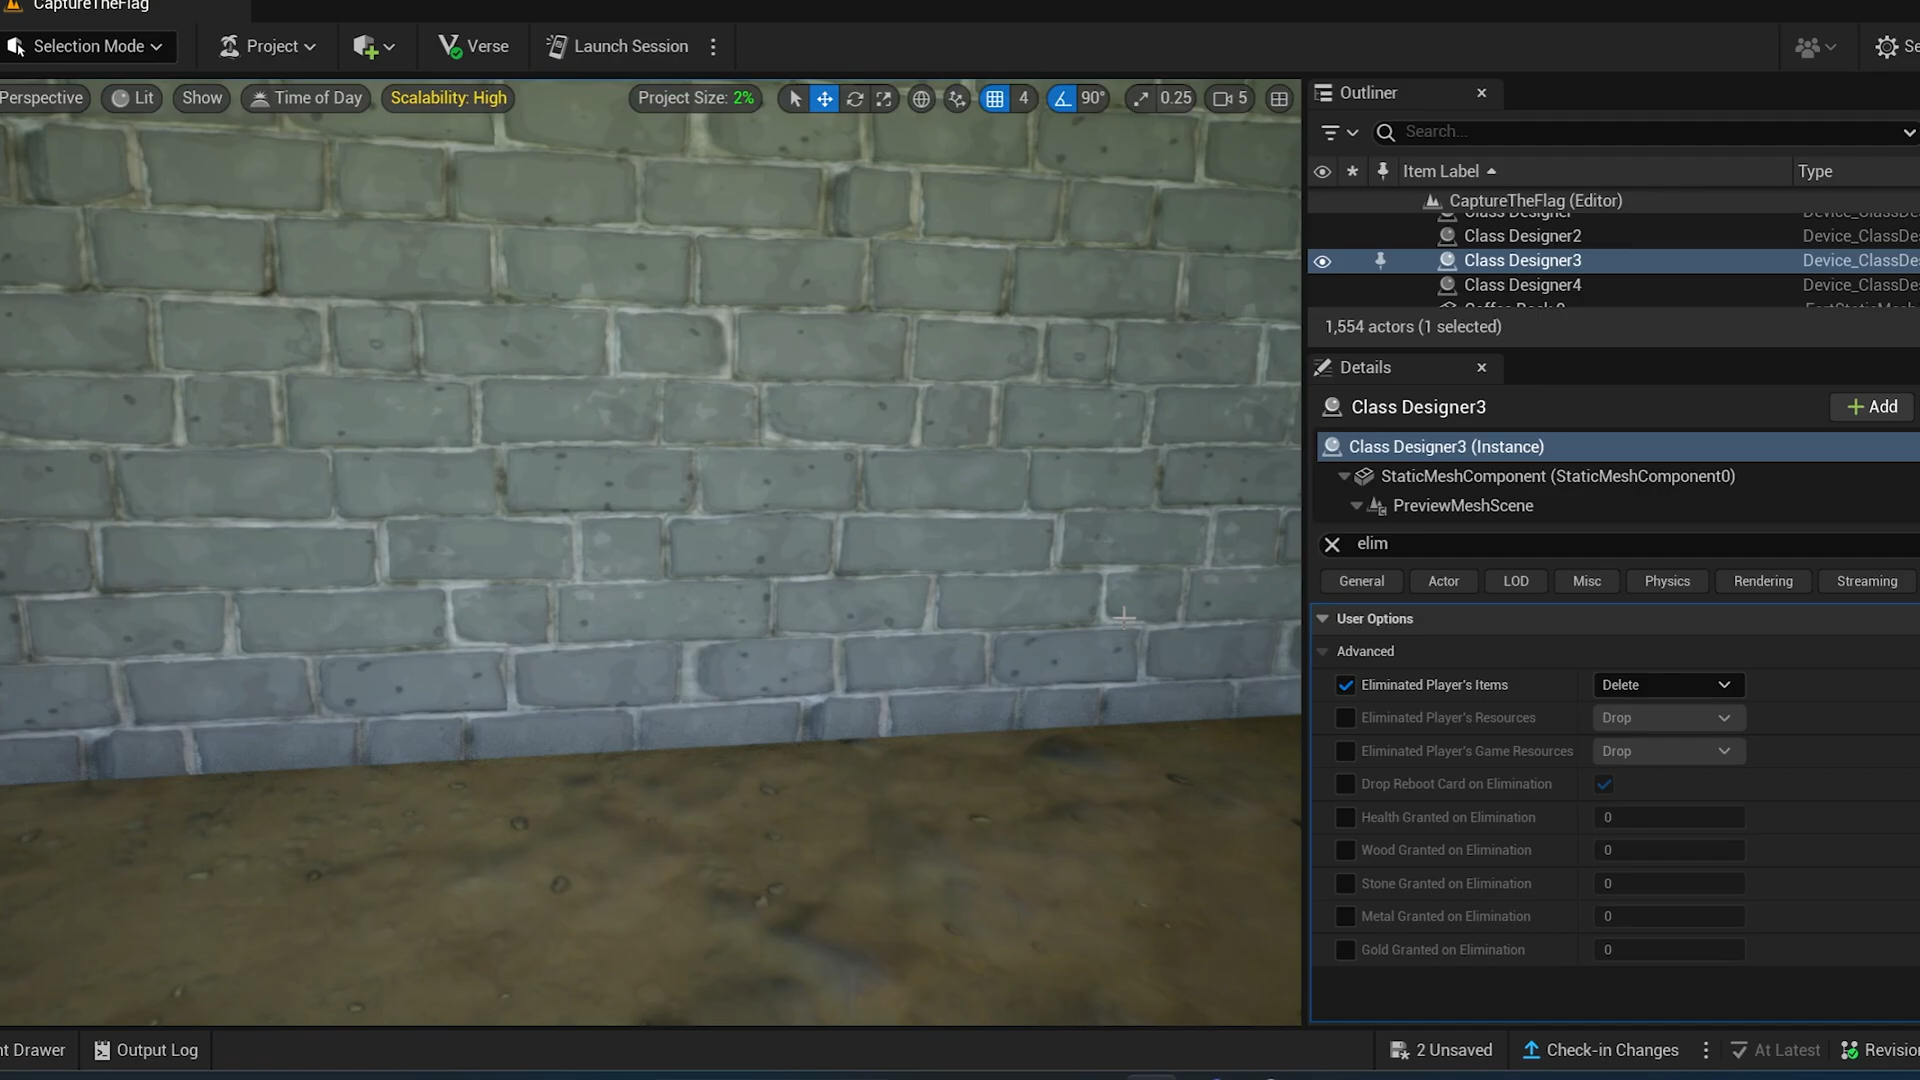 CaptureTheFlag
Selection Mode
Project
Verse
Launch Session
Se
Perspective
Lit
Show
Time of Day
Scalability: High
Project Size: 2%
4
90°
0.25
5
Outliner
Search...
Item Label
Type
CaptureTheFlag (Editor)
Class Designer
Class Designer2
Device_ClassDe
Class Designer3
Device_ClassDe
Class Designer4
Device_ClassDe
1,554 actors (1 selected)
Details
Class Designer3
Add
Class Designer3 (Instance)
StaticMeshComponent (StaticMeshComponent0)
PreviewMeshScene
elim
General
Actor
LOD
Misc
Physics
Rendering
Streaming
User Options
Advanced
Eliminated Player's Items
Delete
Eliminated Player's Resources
Drop
Eliminated Player's Game Resources
Drop
Drop Reboot Card on Elimination
Health Granted on Elimination
0
Wood Granted on Elimination
0
Stone Granted on Elimination
0
Metal Granted on Elimination
0
Gold Granted on Elimination
0
nt Drawer
Output Log
2 Unsaved
Check-in Changes
At Latest
Revision